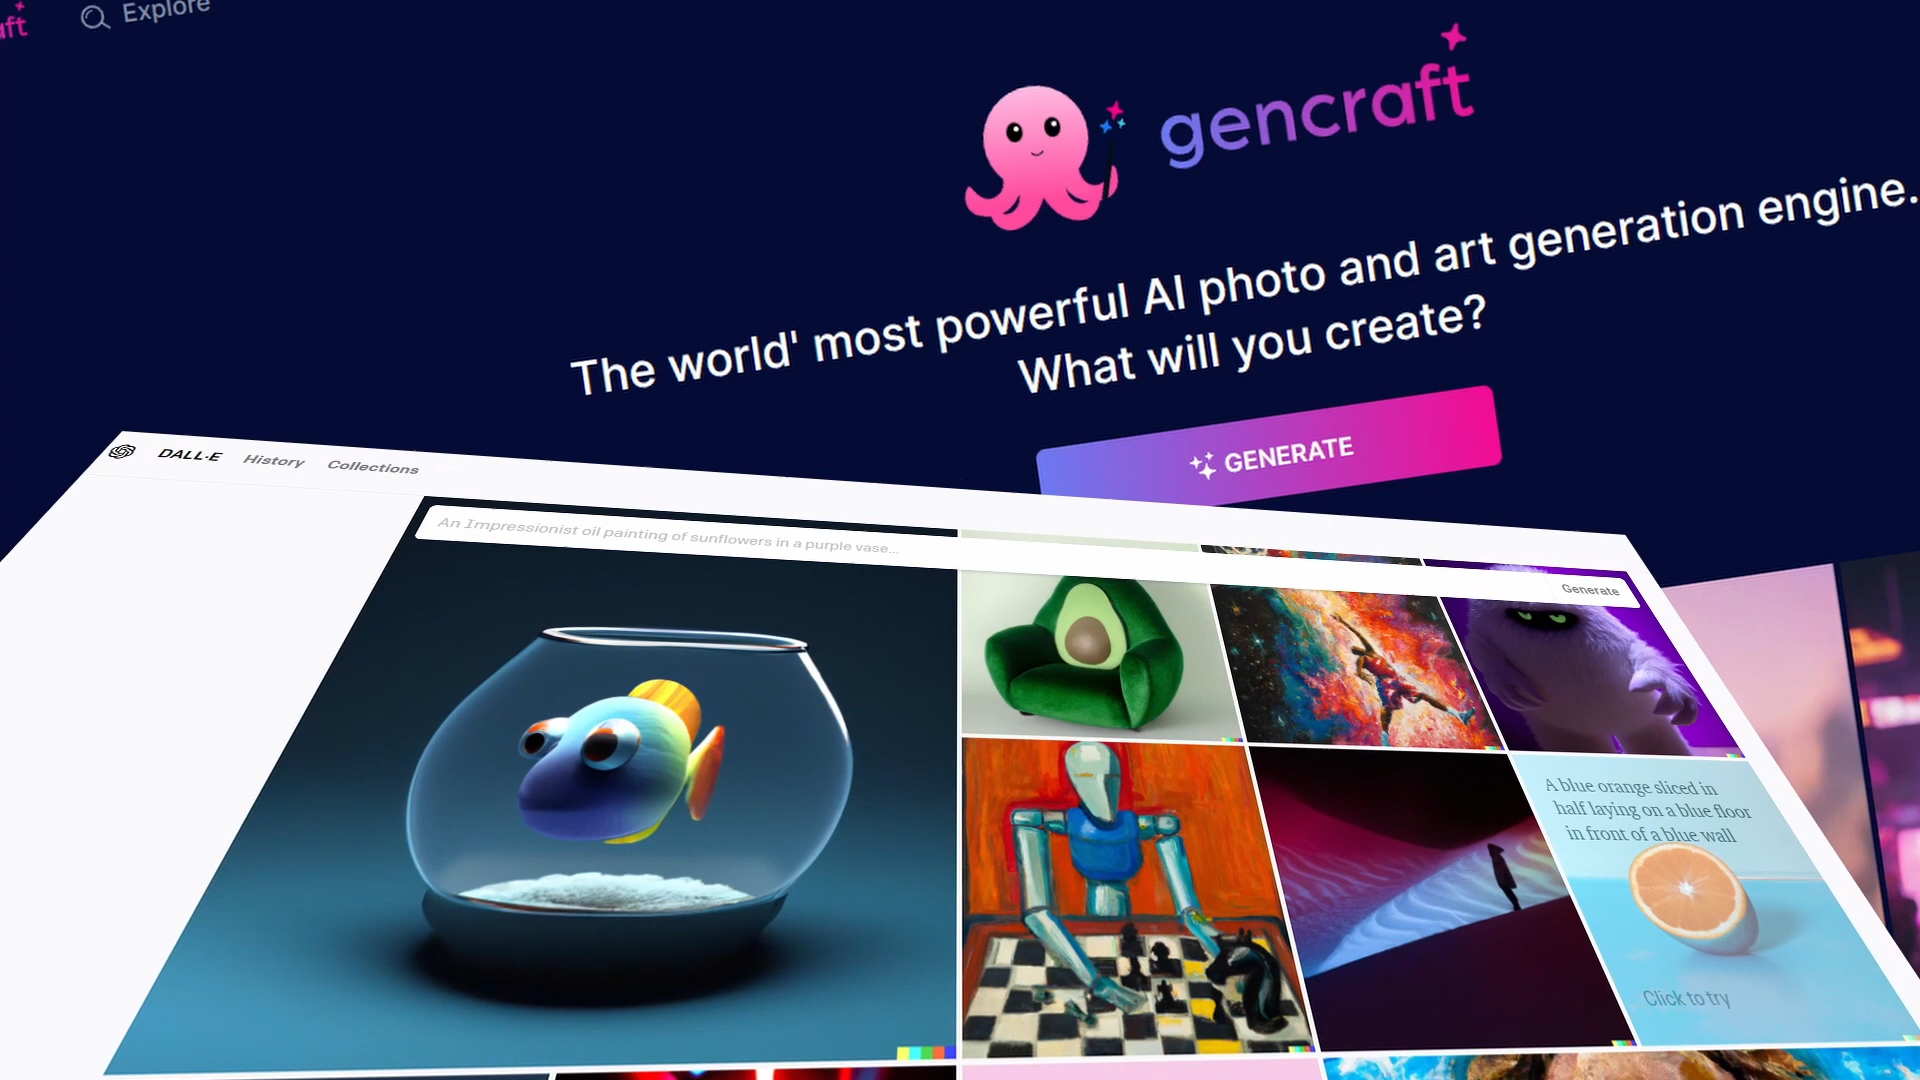 aft
Explore
gencraft
The world' most powerful AI photo and art generation engine.
What will you create?
GENERATE
DALL·E
History
Collections
An Impressionist oil painting of sunflowers in a purple vase...
Generate
A blue orange sliced in
half laying on a blue floor
in front of a blue wall
Click to try